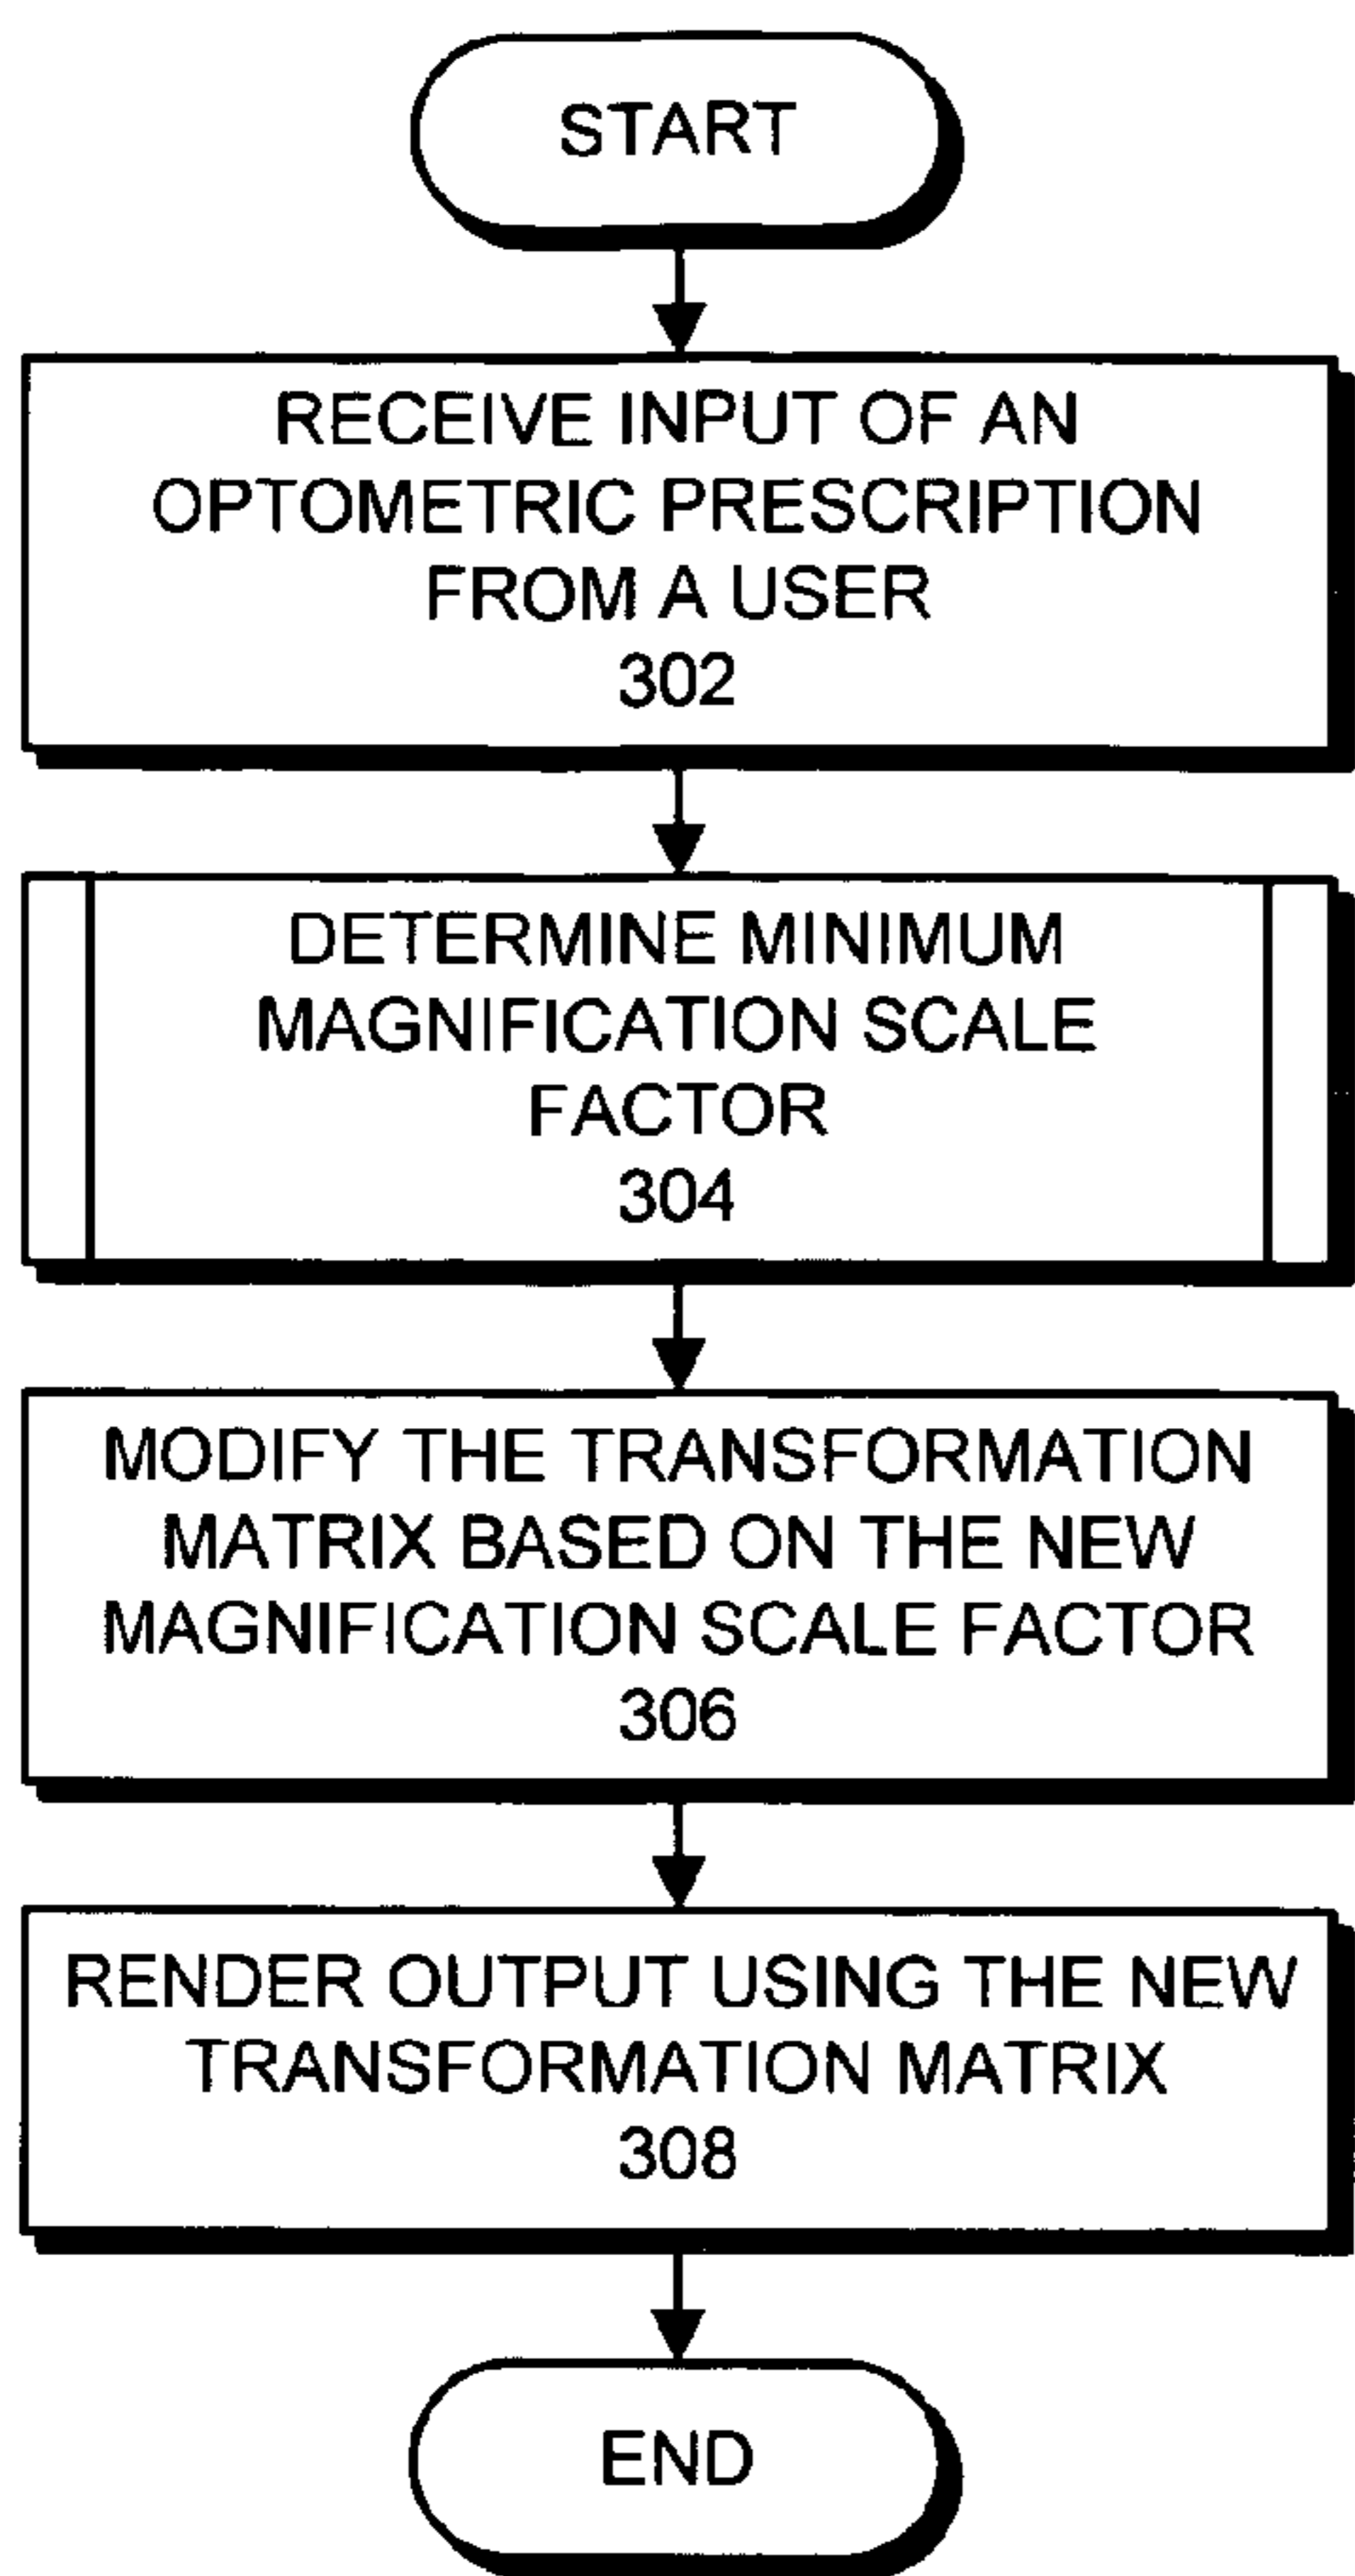 START
RECEIVE INPUT OF AN
OPTOMETRIC PRESCRIPTION
FROM A USER
302
DETERMINE MINIMUM
MAGNIFICATION SCALE
FACTOR
304
MODIFY THE TRANSFORMATION
MATRIX BASED ON THE NEW
MAGNIFICATION SCALE FACTOR
306
RENDER OUTPUT USING THE NEW
TRANSFORMATION MATRIX
308
END